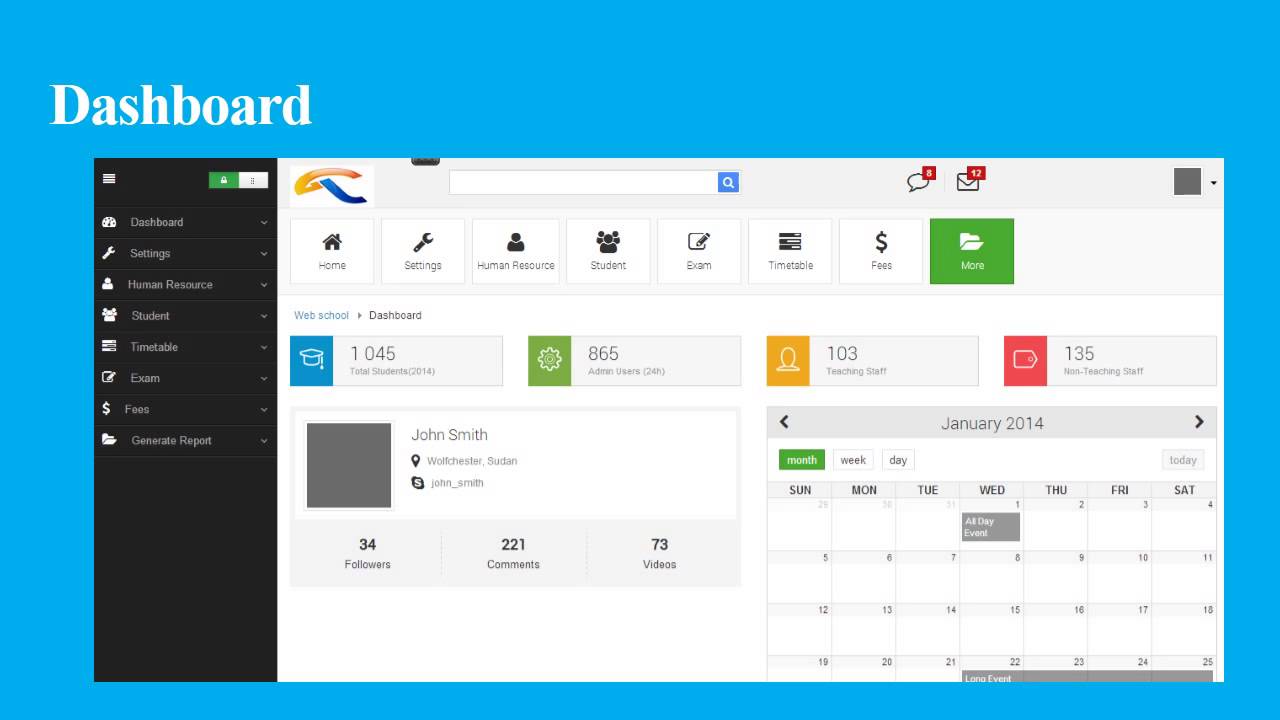 Dashboard
8
12
Dashboard
Settings
Human Resource
Student
Timetable
Exam
Fees
Generate Report
Home
Settings
Human Resource
Student
Exam
Timetable
Fees
More
Web school
Dashboard
1 045
Total Students(2014)
865
Admin Users (24h)
103
Teaching Staff
135
Non-Teaching Staff
John Smith
Wolfchester, Sudan
john_smith
34
Followers
221
Comments
73
Videos
January 2014
month
week
day
today
SUN MON TUE WED THU FRI SAT
29 30 31 1 2 3 4
All Day
Event
5 6 7 8 9 10 11
12 13 14 15 16 17 18
19 20 21 22 23 24 25
Long Event